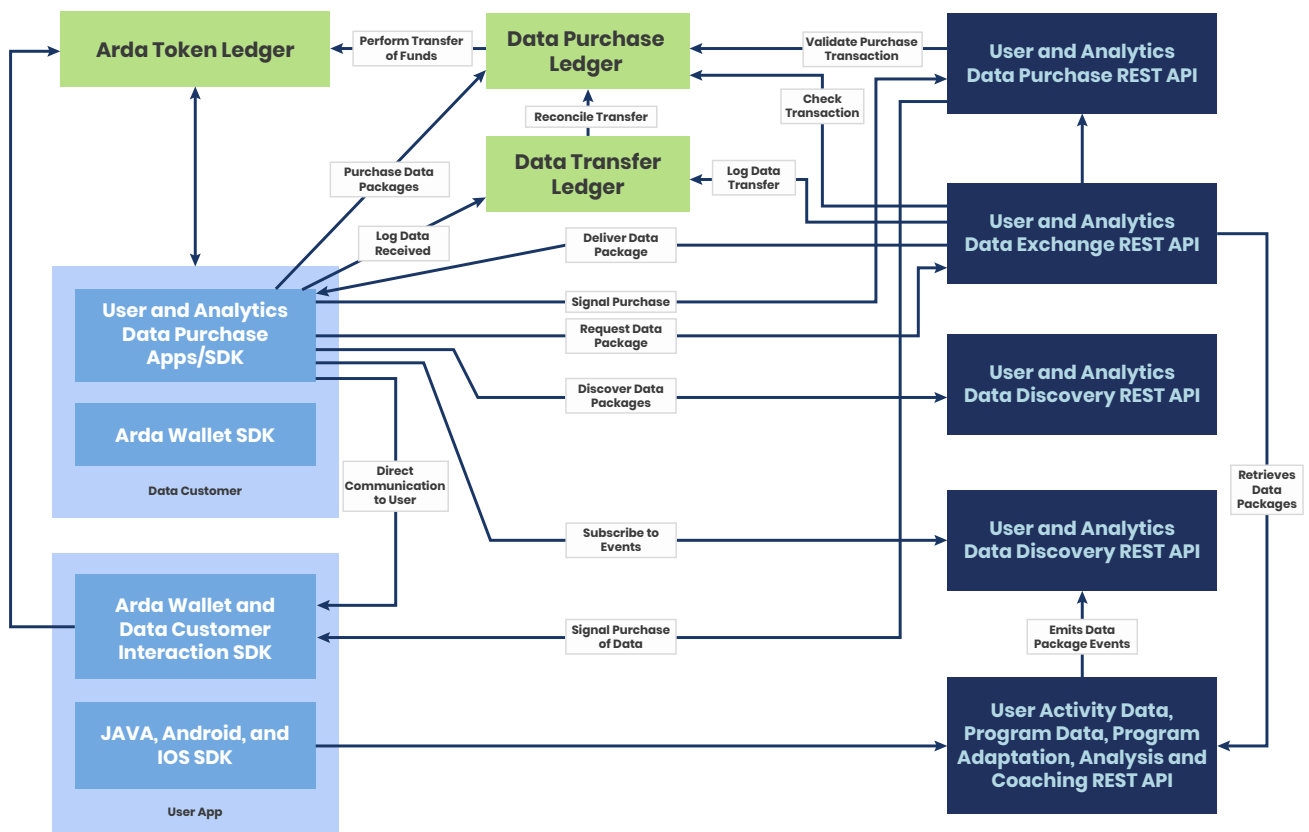 Arda Token Ledger
Perform Transfer
of Funds
Data Purchase
Ledger
Validate Purchase
Transaction
User and Analytics
Data Purchase REST API
Check
Transaction
Reconcile Transfer
Purchase Data
Packages
Data Transfer
Ledger
Log Data
Transfer
User and Analytics
Data Exchange REST API
Log Data
Received
Deliver Data
Package
User and Analytics
Data Purchase
Apps/SDK
Signal Purchase
Request Data
Package
User and Analytics
Data Discovery REST API
Discover Data
Packages
Arda Wallet SDK
Data Customer
Direct
Communication
to User
Retrieves
Data
Packages
Subscribe to
Events
User and Analytics
Data Discovery REST API
Arda Wallet and
Data Customer
Interaction SDK
Signal Purchase
of Data
Emits Data
Package Events
JAVA, Android, and
IOS SDK
User App
User Activity Data,
Program Data, Program
Adaptation, Analysis and
Coaching REST API